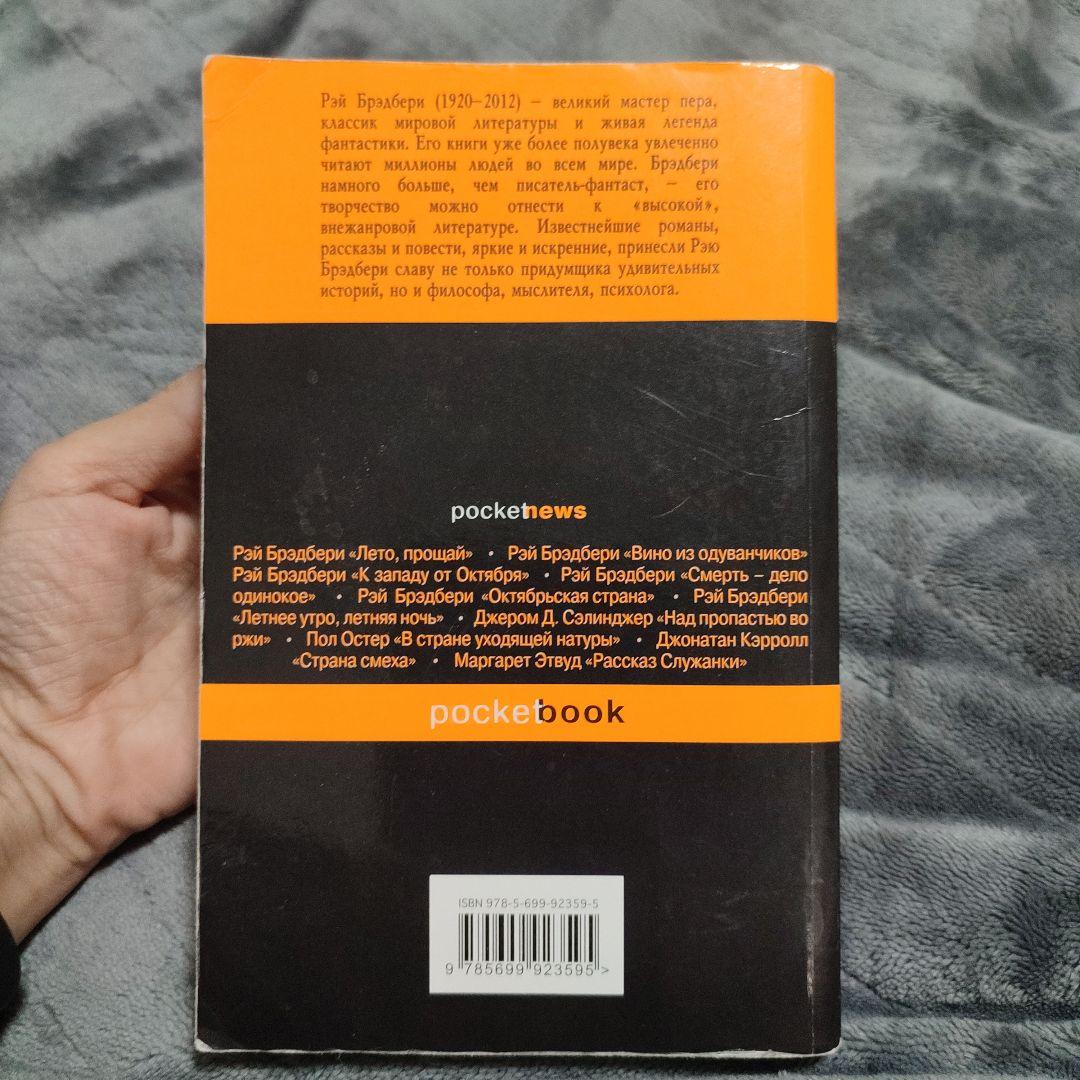 Рэй Брэдбери (1920–2012) – великий мастер пера,
классик мировой литературы и живая легенда
фантастики. Его книги уже более полувека увлеченно
читают миллионы людей во всем мире. Брэдбери
намного больше, чем писатель-фантаст, – его
творчество можно отнести к «высокой»,
внежанровой литературе. Известнейшие романы,
рассказы и повести, яркие и искренние, принесли Рэю
Брэдбери славу не только придумщика удивительных
историй, но и философа, мыслителя, психолога.
pocketnews
Рэй Брэдбери «Лето, прощай» • Рэй Брэдбери «Вино из одуванчиков»
Рэй Брэдбери «К западу от Октября» • Рэй Брэдбери «Смерть – дело
одинокое» • Рэй Брэдбери «Октябрьская страна» • Рэй Брэдбери
«Летнее утро, летняя ночь» • Джером Д. Сэлинджер «Над пропастью во
ржи» • Пол Остер «В стране уходящей натуры» • Джонатан Кэрролл
«Страна смеха» • Маргарет Этвуд «Рассказ Служанки»
pocketbook
ISBN 978-5-699-92359-5
9 785699 923595 >